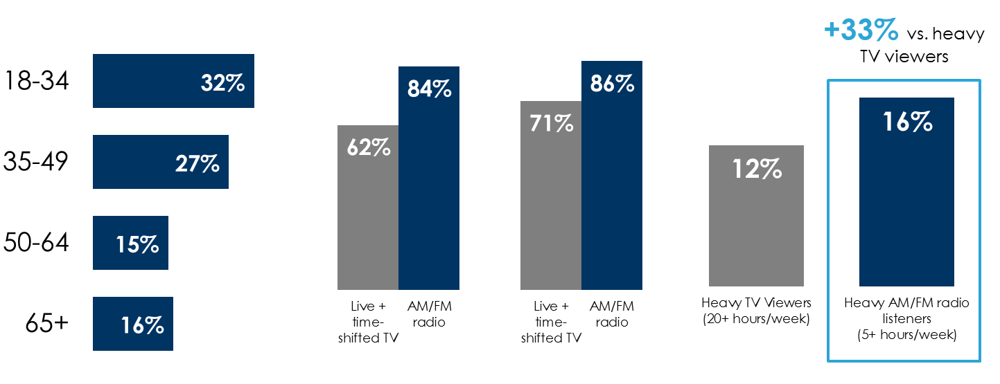 18-34
32%
35-49
27%
50-64
15%
65+
16%
62%
84%
Live +
time-
shifted TV
AM/FM
radio
71%
86%
Live +
time-
shifted TV
AM/FM
radio
12%
Heavy TV Viewers
(20+ hours/week)
+33% vs. heavy
TV viewers
16%
Heavy AM/FM radio
listeners
(5+ hours/week)